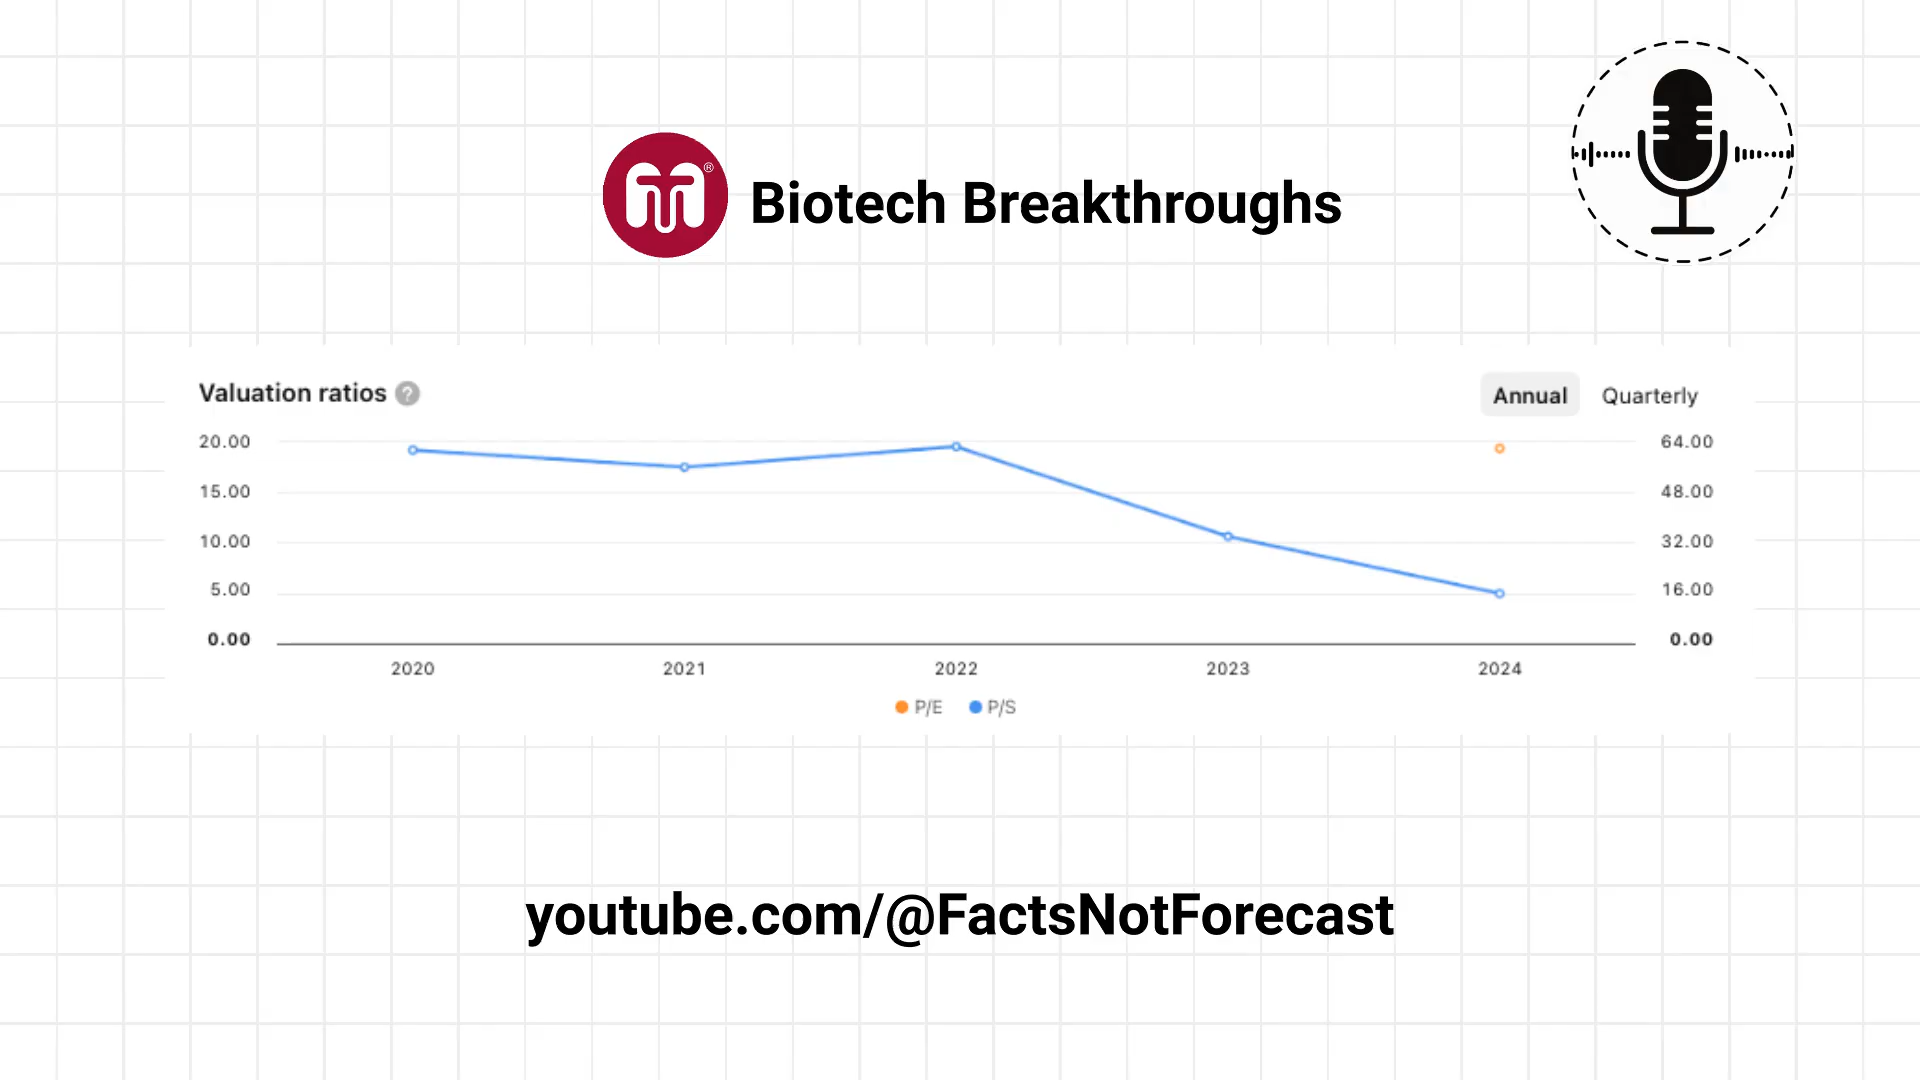 ®
Biotech Breakthroughs
Valuation ratios ?
Annual Quarterly
20.00 64.00
15.00 48.00
10.00 32.00
5.00 16.00
0.00 0.00
2020 2021 2022 2023 2024
P/E P/S
youtube.com/@FactsNotForecast